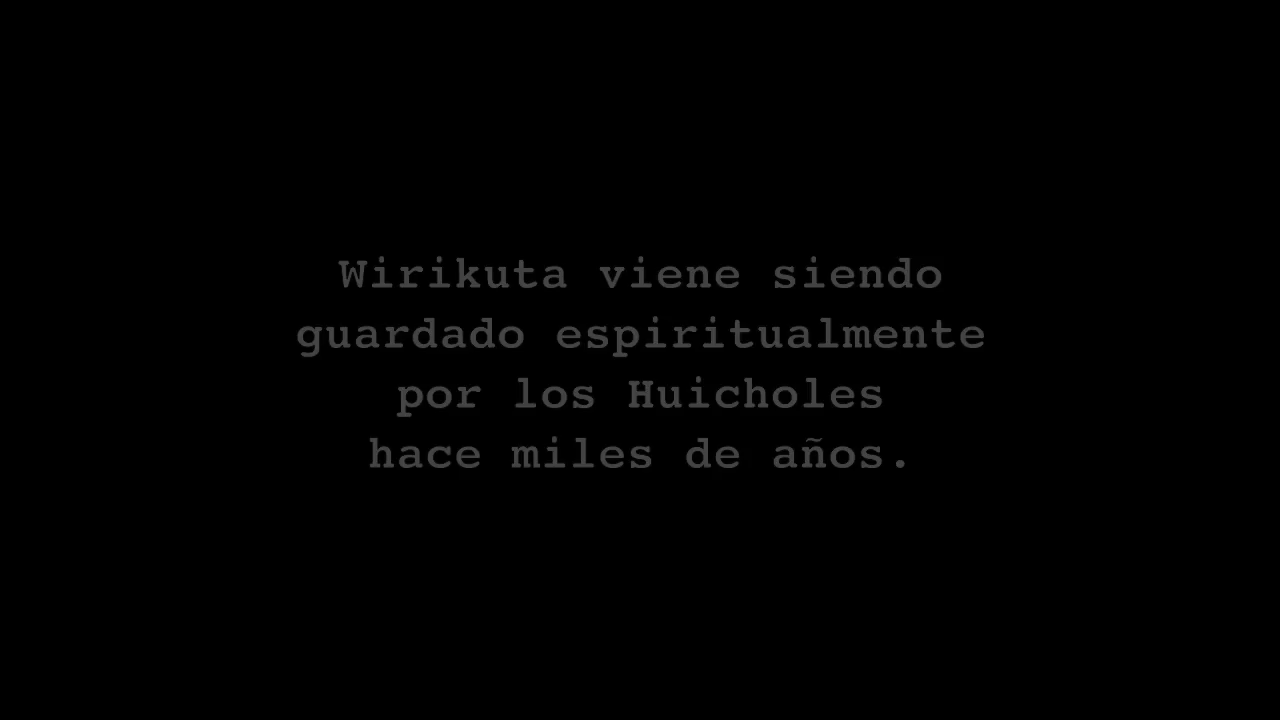 Wirikuta viene siendo
guardado espiritualmente
por los Huicholes
hace miles de años.